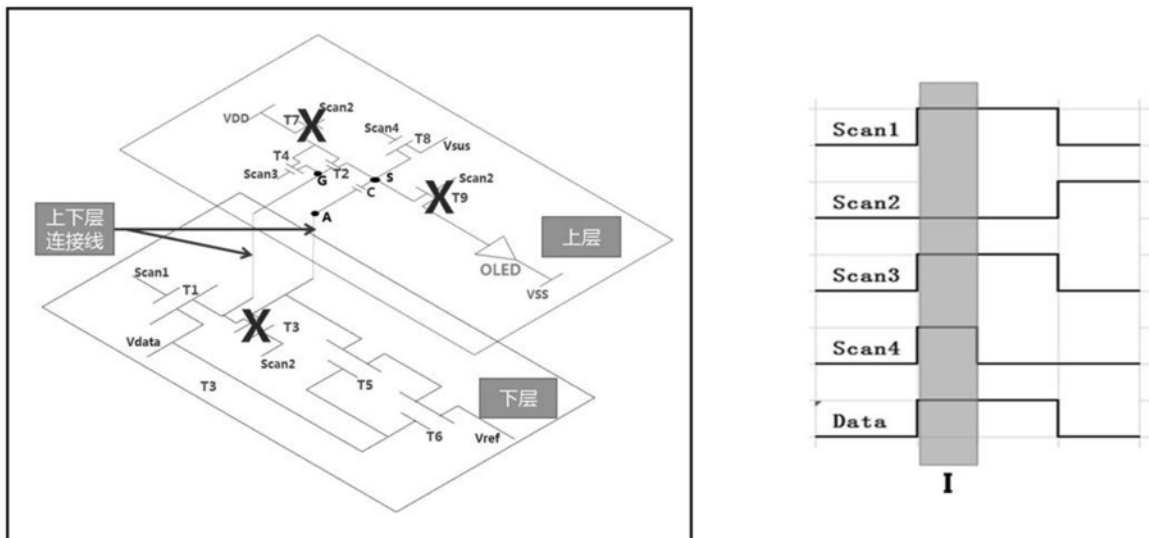 Scan2
VDD
T7
X
Scan4
T8
Vsus
T4
Scan3
T2
G
S
C
Scan2
X
T9
A
上下层
连接线
上层
OLED
VSS
Scan1
T1
X
T3
Vdata
Scan2
T3
T5
下层
T6
Vref
Scan1
Scan2
Scan3
Scan4
Data
I